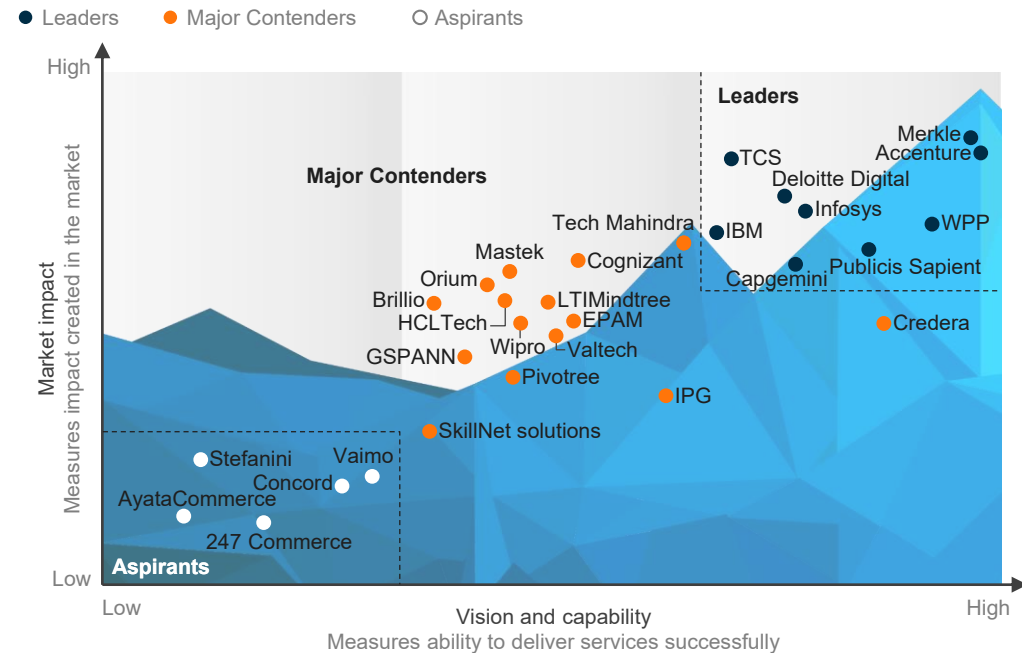 Leaders
Major Contenders
Aspirants
High
Leaders
Merkle
Accenture
TCS
Deloitte Digital
Infosys
WPP
IBM
Publicis Sapient
Capgemini
Major Contenders
Tech Mahindra
Mastek
Cognizant
Orium
Brillio
LTIMindtree
HCLTech
EPAM
Wipro
Valtech
GSPANN
Credera
Pivotree
IPG
SkillNet solutions
Vaimo
Stefanini
Concord
AyataCommerce
247 Commerce
Aspirants
Market impact
Measures impact created in the market
Low
Low
High
Vision and capability
Measures ability to deliver services successfully